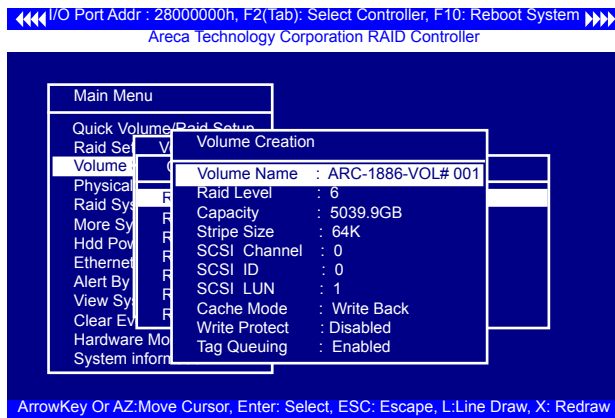 I/O Port Addr : 28000000h, F2(Tab): Select Controller, F10: Reboot System
Areca Technology Corporation RAID Controller
Main Menu
Quick Volume/Raid Setup
Raid Set
Volume
Physical
Raid Sys
More Sy
Hdd Pow
Ethernet
Alert By
View Sy
Clear Ev
Hardware Mo
System inform
V
C
R
R
R
R
R
R
R
Volume Creation
Volume Name : ARC-1886-VOL# 001
Raid Level : 6
Capacity : 5039.9GB
Stripe Size : 64K
SCSI Channel : 0
SCSI ID : 0
SCSI LUN : 1
Cache Mode : Write Back
Write Protect : Disabled
Tag Queuing : Enabled
ArrowKey Or AZ:Move Cursor, Enter: Select, ESC: Escape, L:Line Draw, X: Redraw